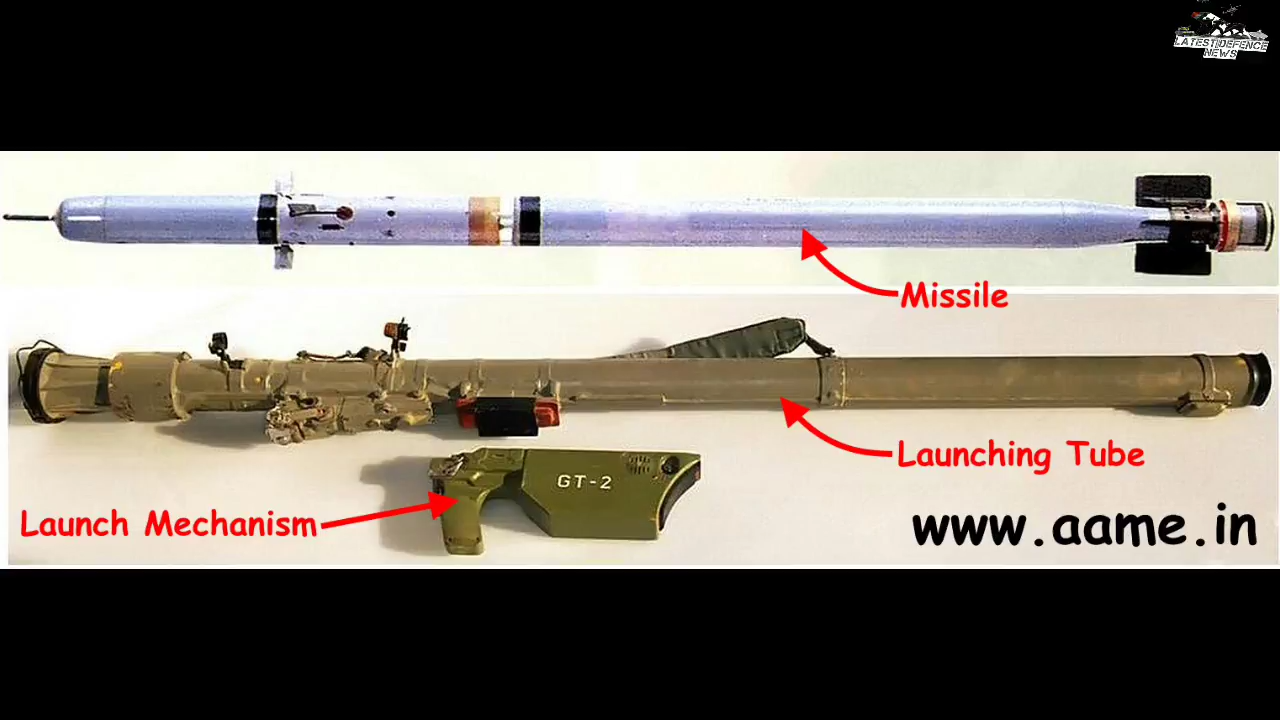 LATEST DEFENCE
NEWS
Missile
Launching Tube
GT-2
Launch Mechanism
www.aame.in